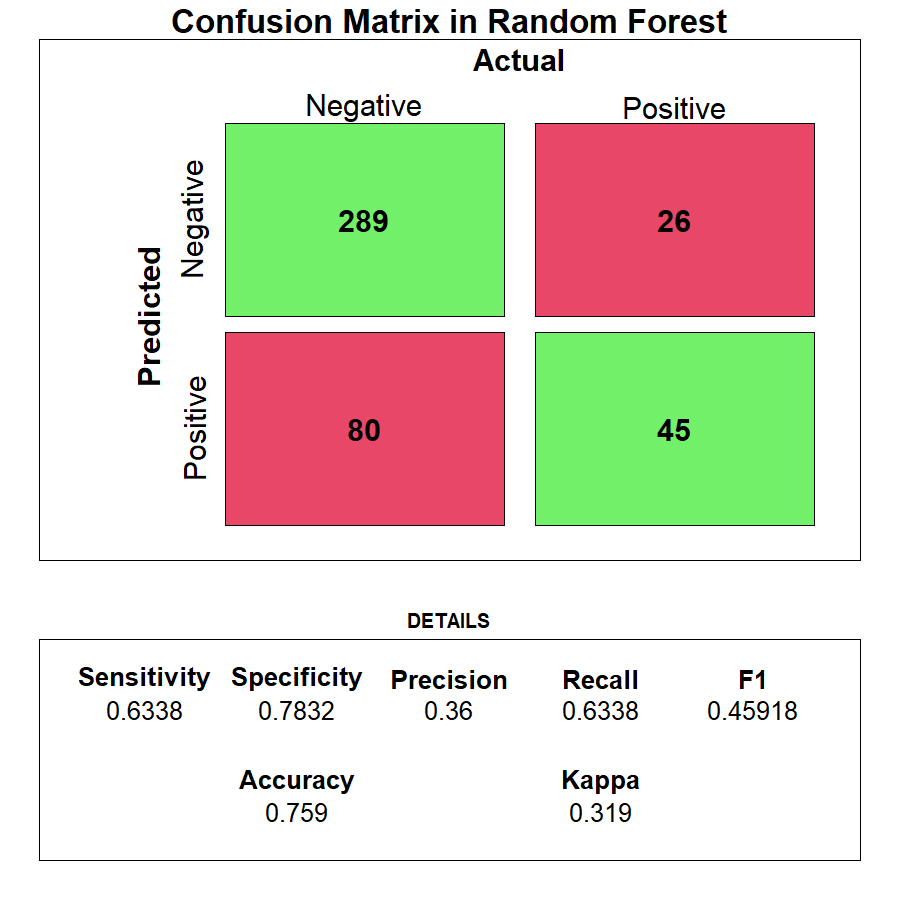 Confusion Matrix in Random Forest
Actual
Negative Positive
Predicted
Negative
289 26
Positive
80 45
DETAILS
Sensitivity Specificity Precision Recall F1
0.6338 0.7832 0.36 0.6338 0.45918
Accuracy Kappa
0.759 0.319